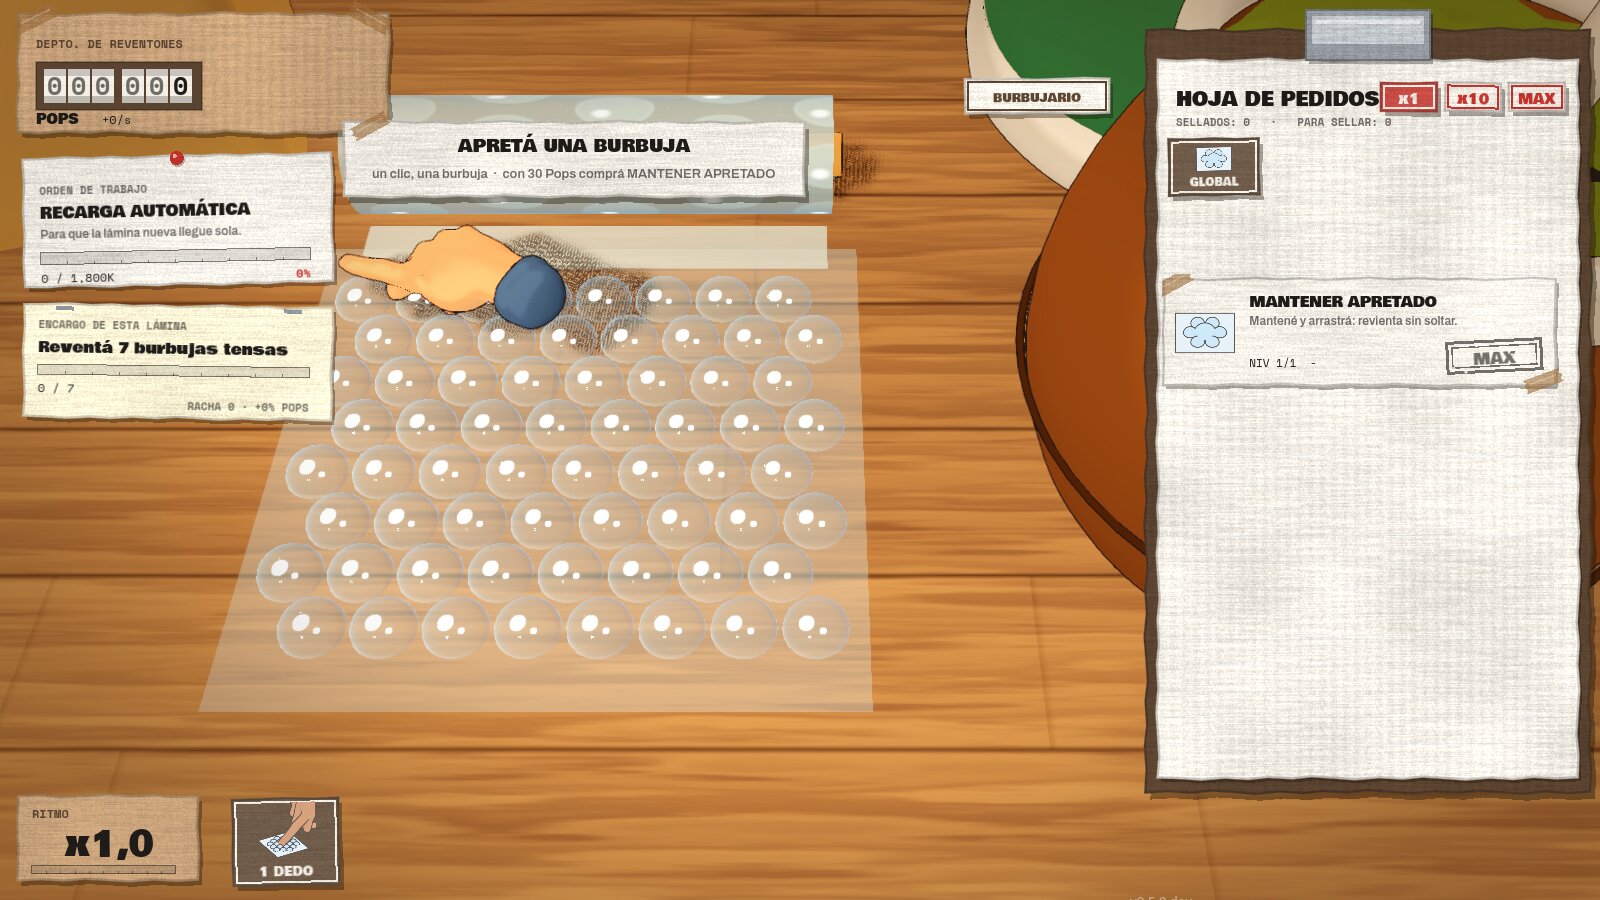 DEPTO. DE REVENTONES
000 000
POPS +0/s
ORDEN DE TRABAJO
RECARGA AUTOMÁTICA
Para que la lámina nueva llegue sola.
0 / 1.800K 0%
ENCARGO DE ESTA LÁMINA
Reventá 7 burbujas tensas
0 / 7
RACHA 0 · +0% POPS
APRETÁ UNA BURBUJA
un clic, una burbuja · con 30 Pops comprá MANTENER APRETADO
BURBUJARIO
HOJA DE PEDIDOS x1 x10 MAX
SELLADOS: 0 · PARA SELLAR: 0
GLOBAL
MANTENER APRETADO
Mantené y arrastrá: revienta sin soltar.
NIV 1/1 - MAX
RITMO
x1,0
1 DEDO